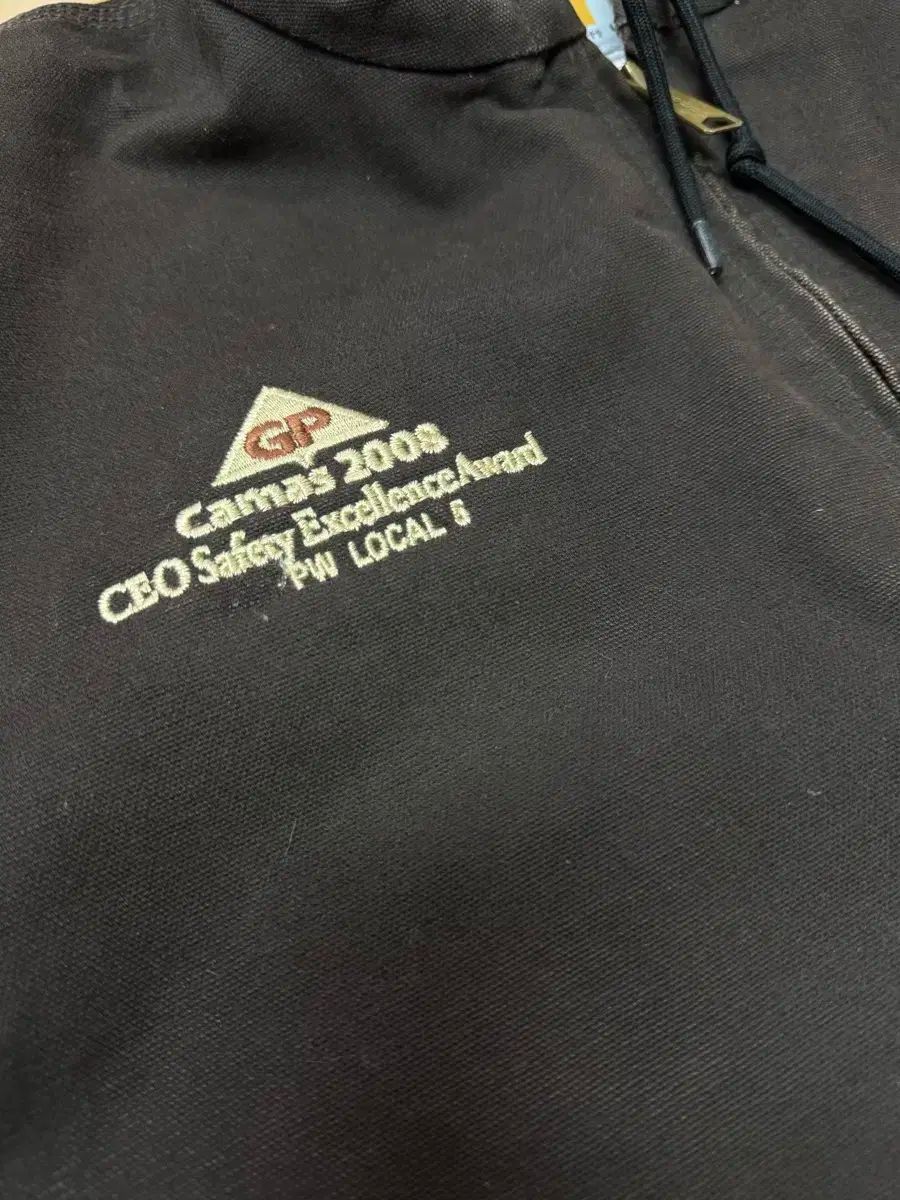 GP
Camas 2008
CEO Safety Excellence Award
PW LOCAL 5